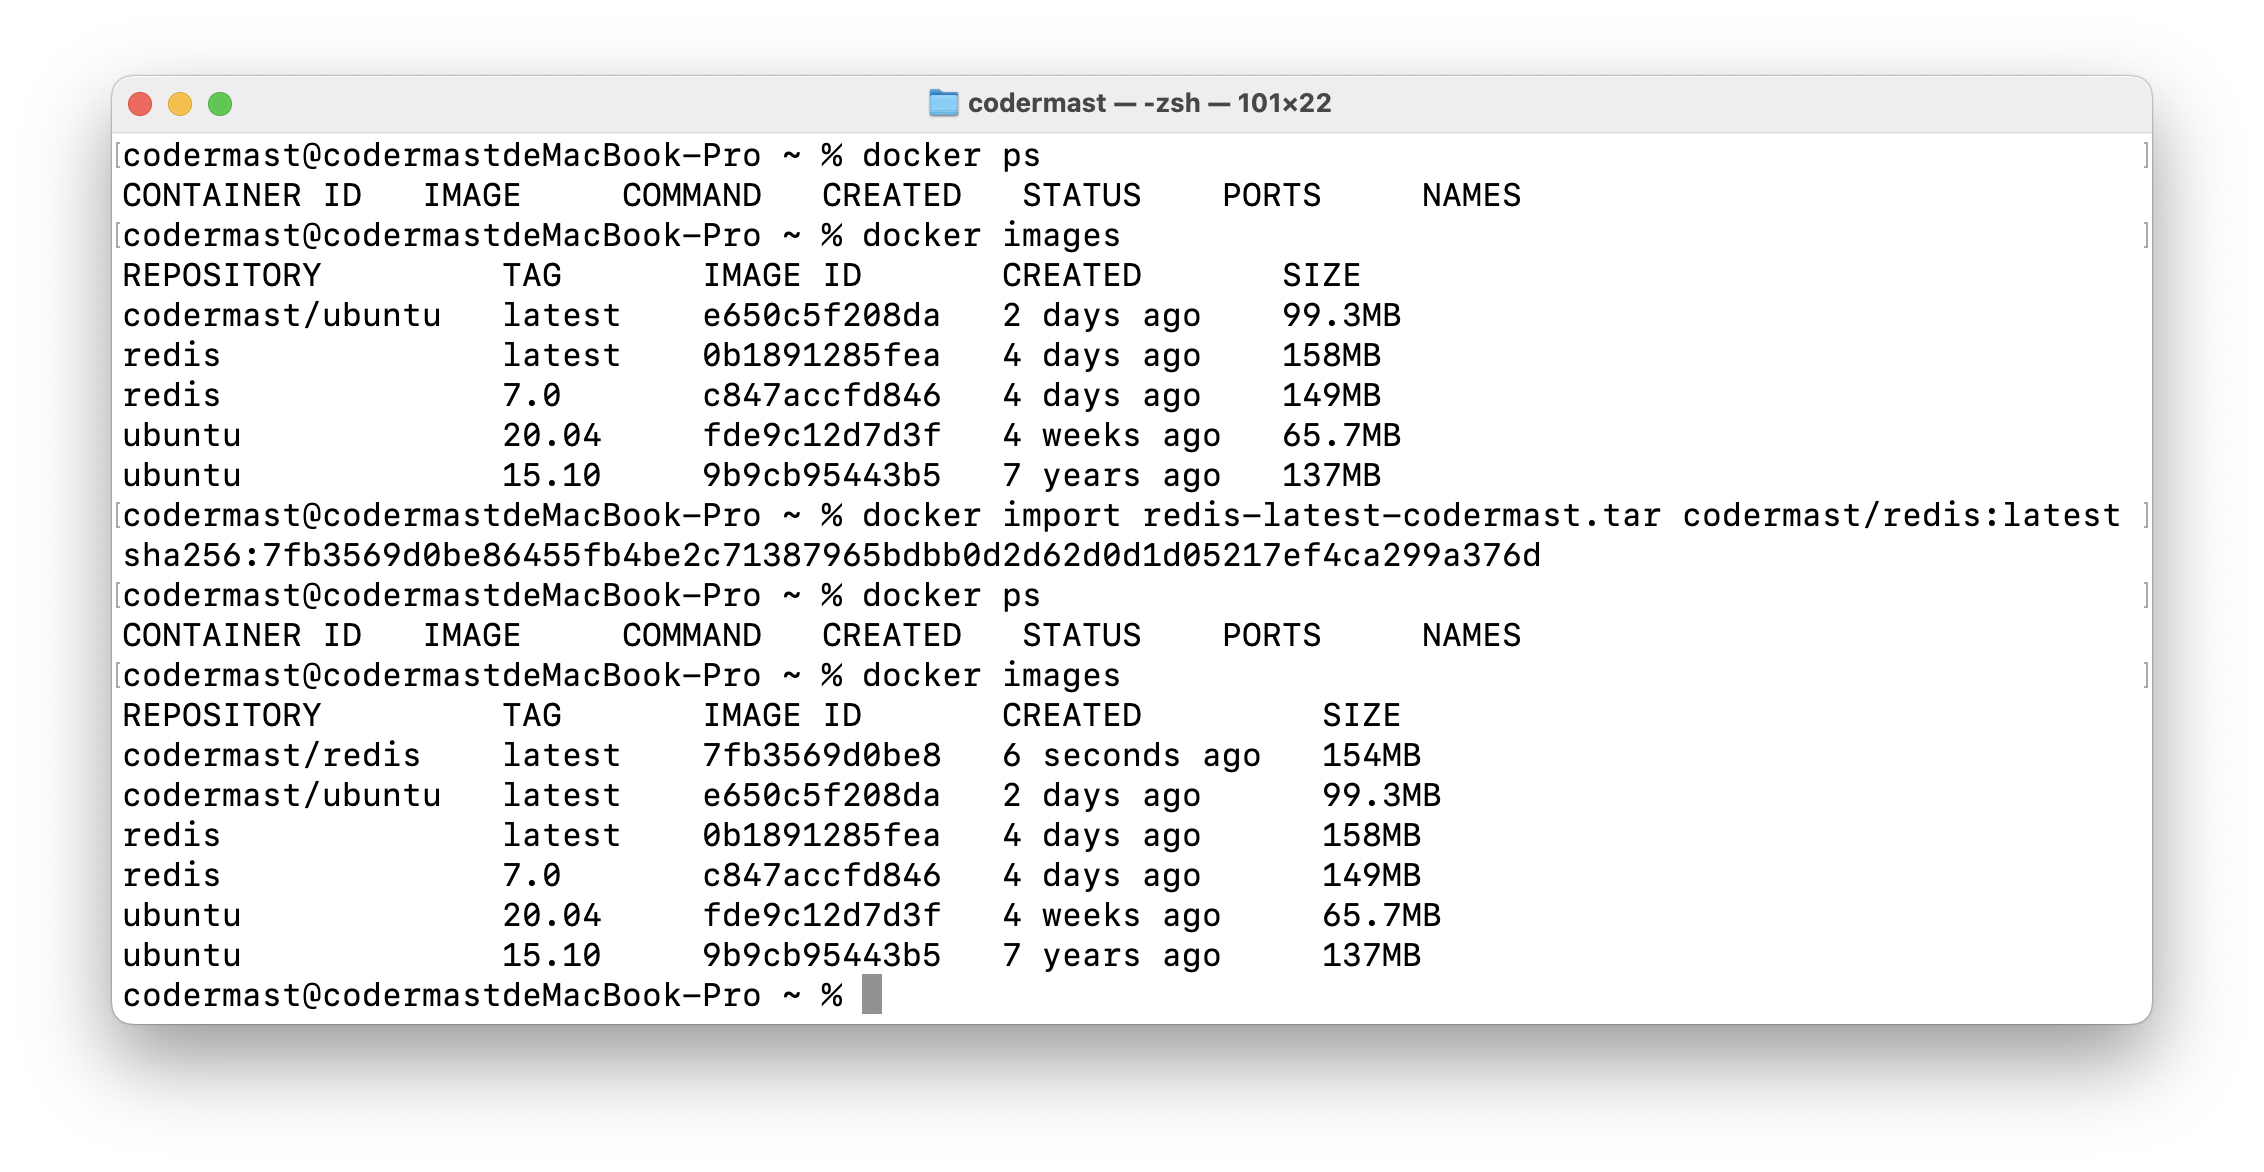 codermast — -zsh — 101×22
[codermast@codermastdeMacBook-Pro ~ % docker ps ]
CONTAINER ID   IMAGE     COMMAND   CREATED   STATUS    PORTS     NAMES
[codermast@codermastdeMacBook-Pro ~ % docker images ]
REPOSITORY         TAG       IMAGE ID       CREATED       SIZE
codermast/ubuntu   latest    e650c5f208da   2 days ago    99.3MB
redis              latest    0b1891285fea   4 days ago    158MB
redis              7.0       c847accfd846   4 days ago    149MB
ubuntu             20.04     fde9c12d7d3f   4 weeks ago   65.7MB
ubuntu             15.10     9b9cb95443b5   7 years ago   137MB
[codermast@codermastdeMacBook-Pro ~ % docker import redis-latest-codermast.tar codermast/redis:latest ]
sha256:7fb3569d0be86455fb4be2c71387965bdbb0d2d62d0d1d05217ef4ca299a376d
[codermast@codermastdeMacBook-Pro ~ % docker ps ]
CONTAINER ID   IMAGE     COMMAND   CREATED   STATUS    PORTS     NAMES
[codermast@codermastdeMacBook-Pro ~ % docker images ]
REPOSITORY         TAG       IMAGE ID       CREATED         SIZE
codermast/redis    latest    7fb3569d0be8   6 seconds ago   154MB
codermast/ubuntu   latest    e650c5f208da   2 days ago      99.3MB
redis              latest    0b1891285fea   4 days ago      158MB
redis              7.0       c847accfd846   4 days ago      149MB
ubuntu             20.04     fde9c12d7d3f   4 weeks ago     65.7MB
ubuntu             15.10     9b9cb95443b5   7 years ago     137MB
codermast@codermastdeMacBook-Pro ~ %